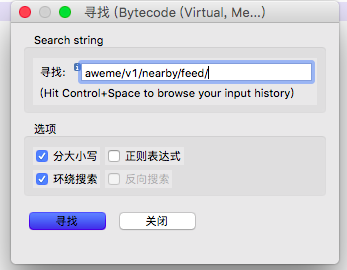 寻找 (Bytecode (Virtual, Me...)
Search string
寻找: aweme/v1/nearby/feed/
(Hit Control+Space to browse your input history)
选项
分大小写 正则表达式
环绕搜索 反向搜索
寻找 关闭